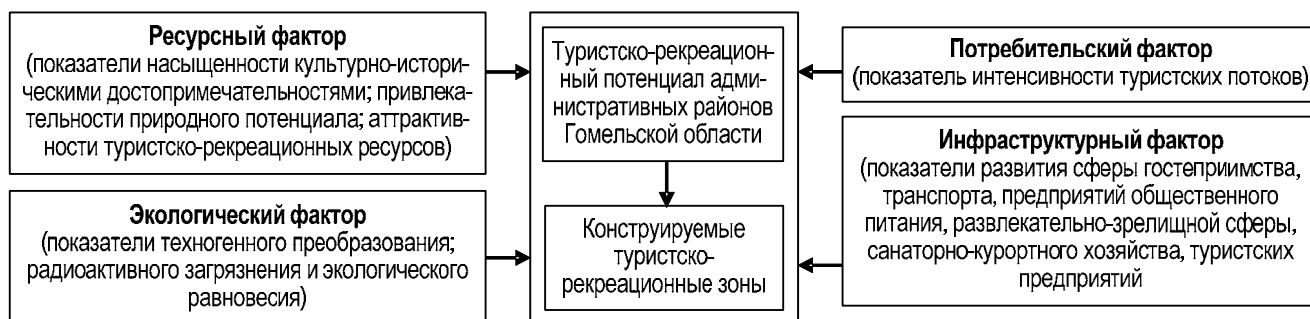 Ресурсный фактор
(показатели насыщенности культурно-истори-
ческими достопримечательностями; привлека-
тельности природного потенциала; аттрактив-
ности туристско-рекреационных ресурсов)
Экологический фактор
(показатели техногенного преобразования;
радиоактивного загрязнения и экологического
равновесия)
Туристско-рекреацион-
ный потенциал адми-
нистративных районов
Гомельской области
Конструируемые
туристско-
рекреационные зоны
Потребительский фактор
(показатель интенсивности туристских потоков)
Инфраструктурный фактор
(показатели развития сферы гостеприимства,
транспорта, предприятий общественного
питания, развлекательно-зрелищной сферы,
санаторно-курортного хозяйства, туристских
предприятий